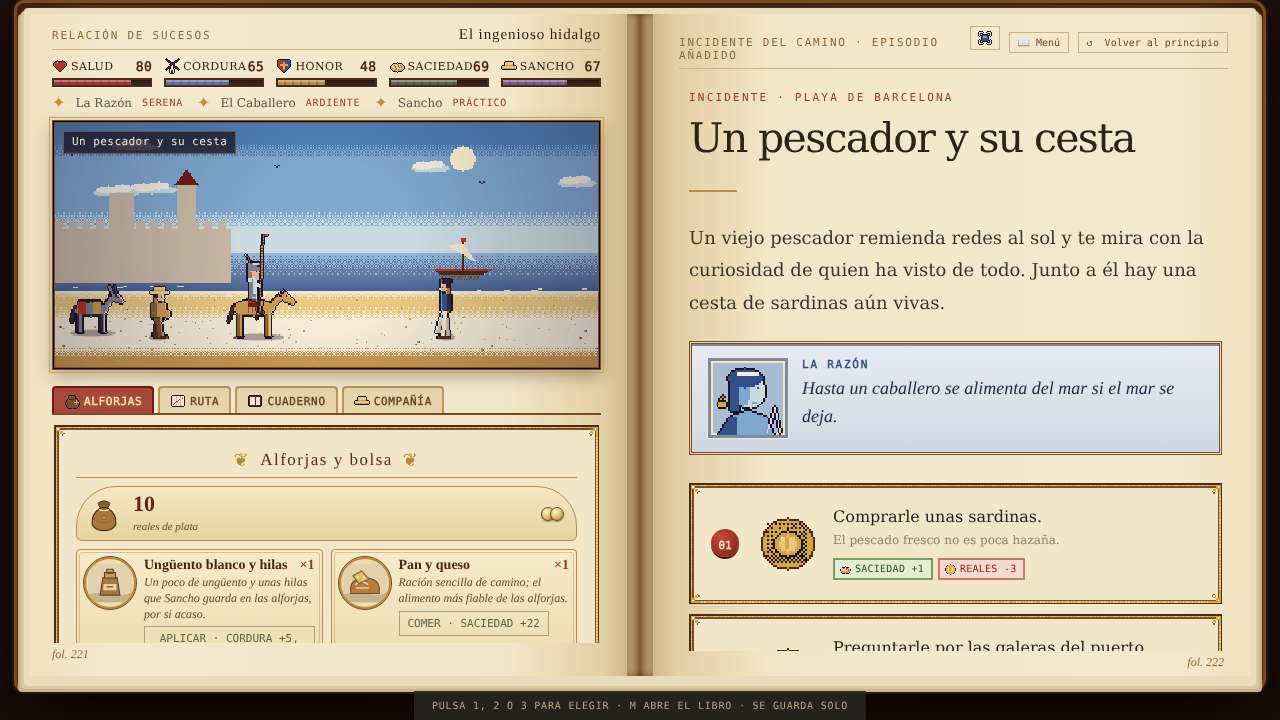 RELACIÓN DE SUCESOS
El ingenioso hidalgo
SALUD 80
CORDURA 65
HONOR 48
SACIEDAD 69
SANCHO 67
La Razón SERENA
El Caballero ARDIENTE
Sancho PRÁCTICO
Un pescador y su cesta
ALFORJAS
RUTA
CUADERNO
COMPAÑÍA
Alforjas y bolsa
10
reales de plata
Ungüento blanco y hilas ×1
Un poco de ungüento y unas hilas
que Sancho guarda en las alforjas,
por si acaso.
APLICAR · CORDURA +5,
Pan y queso ×1
Ración sencilla de camino; el
alimento más fiable de las alforjas.
COMER · SACIEDAD +22
fol. 221
INCIDENTE DEL CAMINO · EPISODIO
AÑADIDO
Menú
↺ Volver al principio
INCIDENTE · PLAYA DE BARCELONA
Un pescador y su cesta
Un viejo pescador remienda redes al sol y te mira con la
curiosidad de quien ha visto de todo. Junto a él hay una
cesta de sardinas aún vivas.
LA RAZÓN
Hasta un caballero se alimenta del mar si el mar se
deja.
01
Comprarle unas sardinas.
El pescado fresco no es poca hazaña.
SACIEDAD +1
REALES -3
Preguntarle por las galeras del puerto
fol. 222
PULSA 1, 2 O 3 PARA ELEGIR · M ABRE EL LIBRO · SE GUARDA SOLO